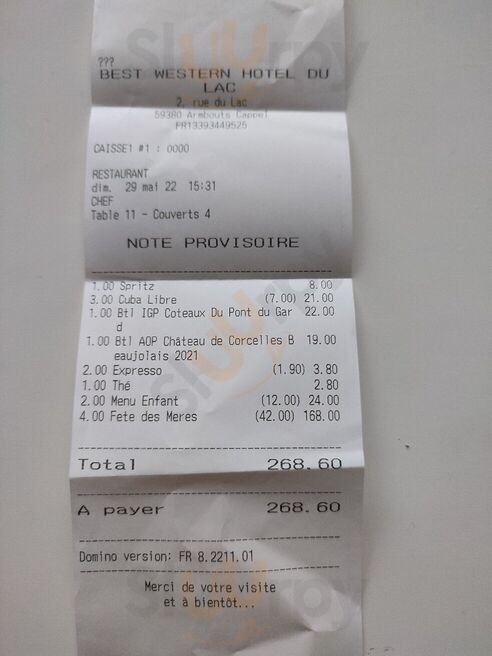 ???
BEST WESTERN HOTEL DU
LAC
2, rue du Lac
59380 Armbouts Cappel
FR13393449525
CAISSE1 #1 : 0000
RESTAURANT
dim. 29 mai 22 15:31
CHEF
Table 11 - Couverts 4
NOTE PROVISOIRE
1.00 Spritz 8.00
3.00 Cuba Libre (7.00) 21.00
1.00 Btl IGP Coteaux Du Pont du Gar 22.00
d
1.00 Btl AOP Château de Corcelles B 19.00
eaujolais 2021
2.00 Expresso (1.90) 3.80
1.00 Thé 2.80
2.00 Menu Enfant (12.00) 24.00
4.00 Fete des Meres (42.00) 168.00
Total 268.60
A payer 268.60
Domino version: FR 8.2211.01
Merci de votre visite
et à bientôt...